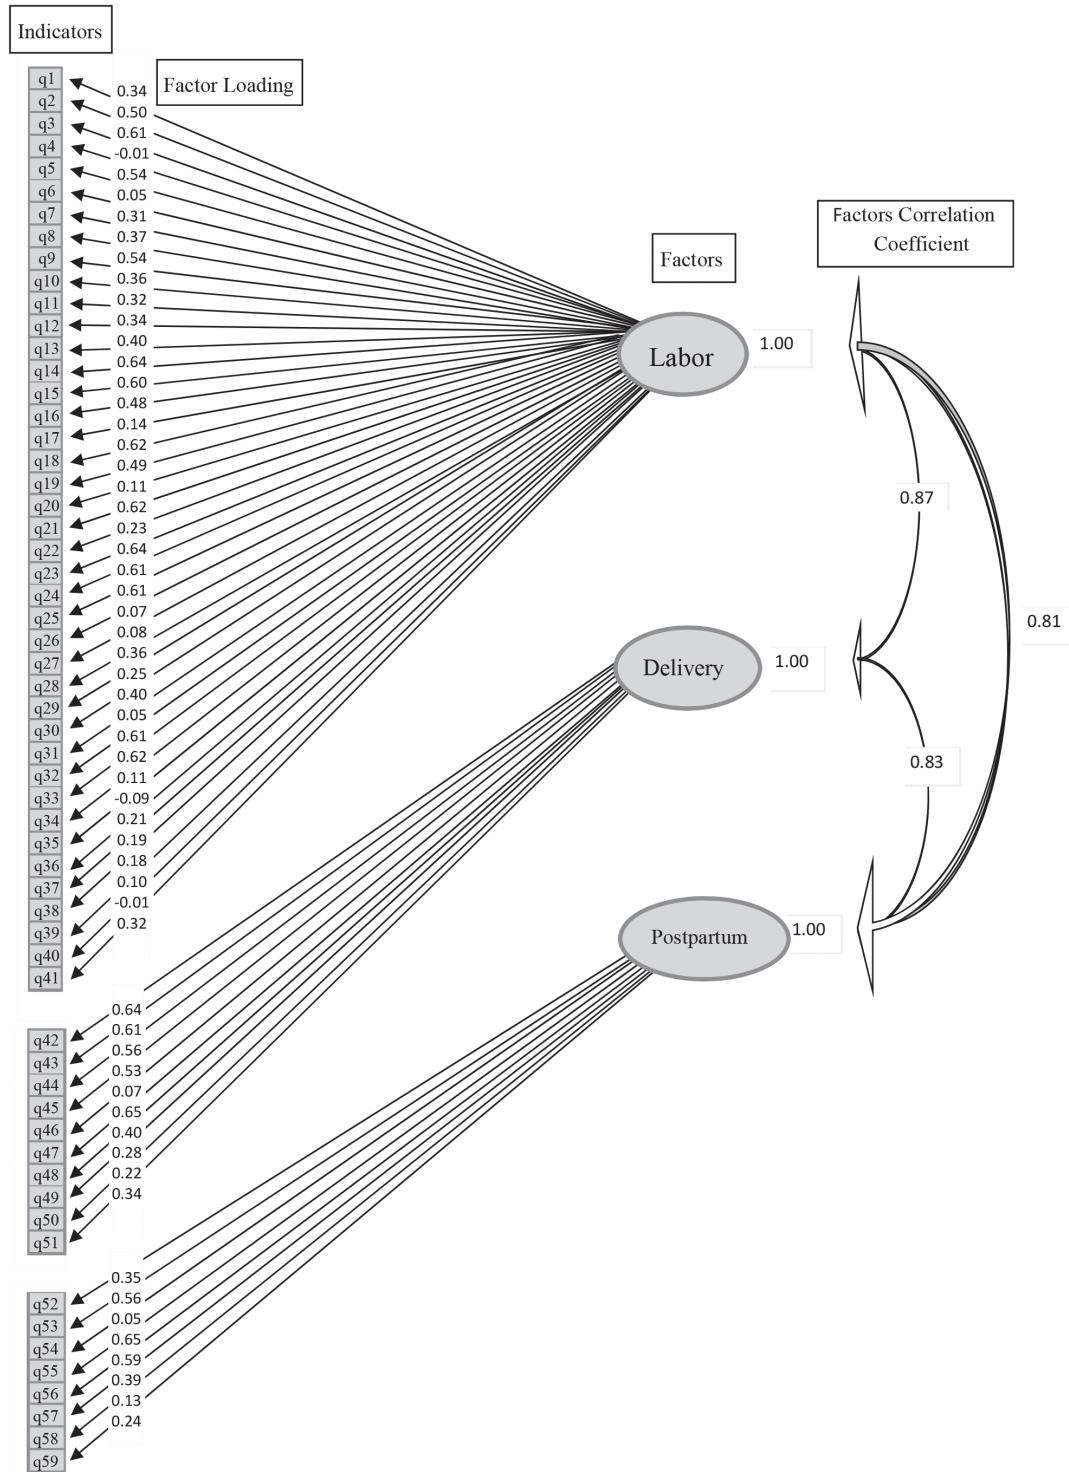 Indicators
Factor Loading
q1
q2
q3
q4
q5
q6
q7
q8
q9
q10
q11
q12
q13
q14
q15
q16
q17
q18
q19
q20
q21
q22
q23
q24
q25
q26
q27
q28
q29
q30
q31
q32
q33
q34
q35
q36
q37
q38
q39
q40
q41
0.34
0.50
0.61
-0.01
0.54
0.05
0.31
0.37
0.54
0.36
0.32
0.34
0.40
0.64
0.60
0.48
0.14
0.62
0.49
0.11
0.62
0.23
0.64
0.61
0.61
0.07
0.08
0.36
0.25
0.40
0.05
0.61
0.62
0.11
-0.09
0.21
0.19
0.18
0.10
-0.01
0.32
q42
q43
q44
q45
q46
q47
q48
q49
q50
q51
0.64
0.61
0.56
0.53
0.07
0.65
0.40
0.28
0.22
0.34
q52
q53
q54
q55
q56
q57
q58
q59
0.35
0.56
0.05
0.65
0.59
0.39
0.13
0.24
Factors
Labor
1.00
Delivery
1.00
Postpartum
1.00
Factors Correlation
Coefficient
0.87
0.83
0.81